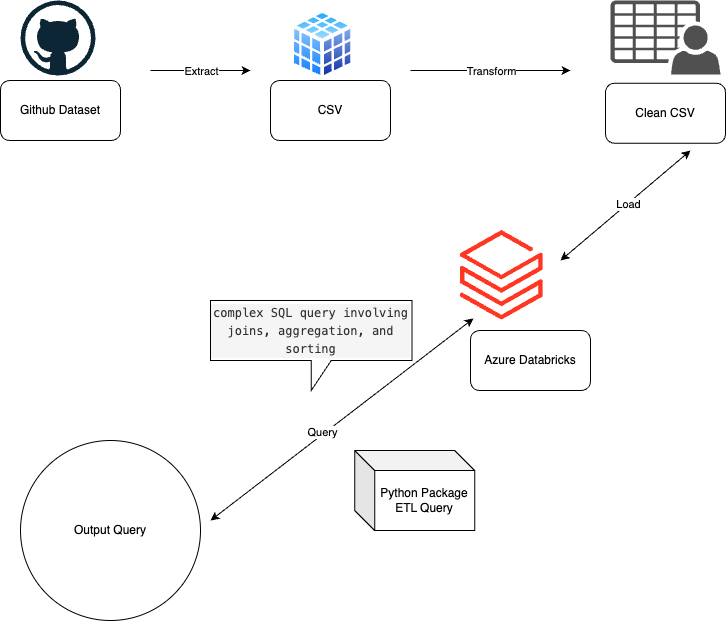 Extract
Transform
Github Dataset
CSV
Clean CSV
Load
complex SQL query involving
joins, aggregation, and
sorting
Azure Databricks
Query
Python Package
ETL Query
Output Query